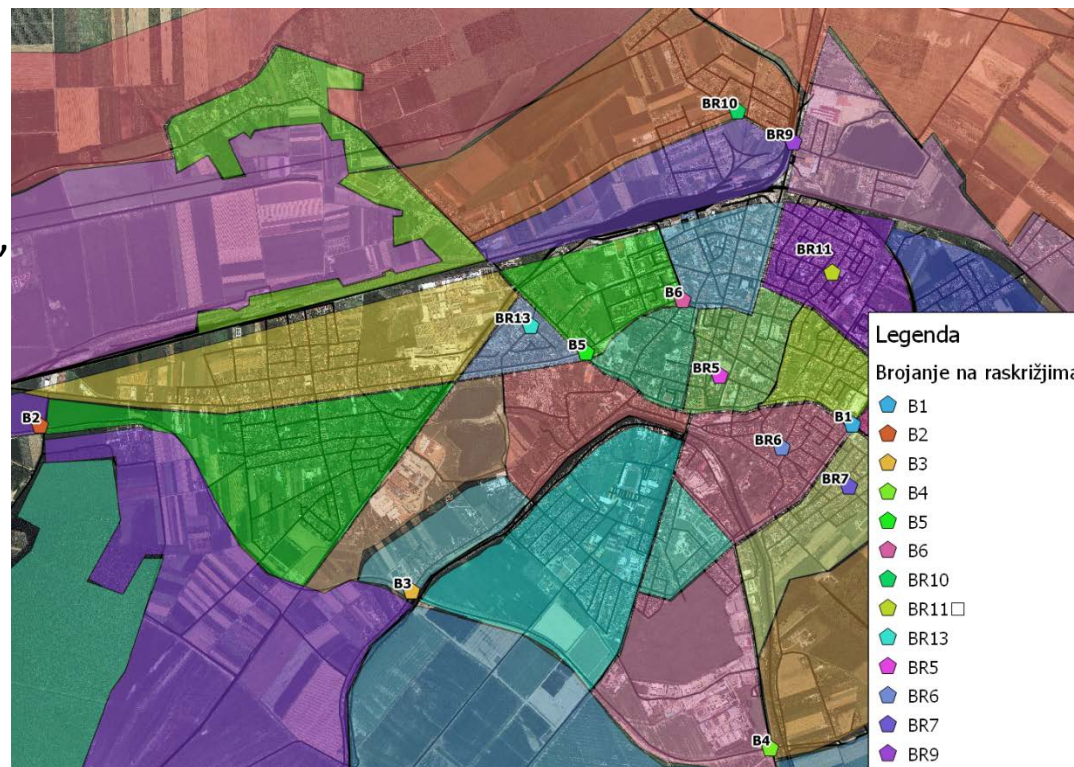 BR10
BR9
,
BR11
B6
BR13
B5
BR5
B2
B1
BR6
BR7
B3
B4
Legenda
Brojanje na raskrižjima
B1
B2
B3
B4
B5
B6
BR10
BR11□
BR13
BR5
BR6
BR7
BR9